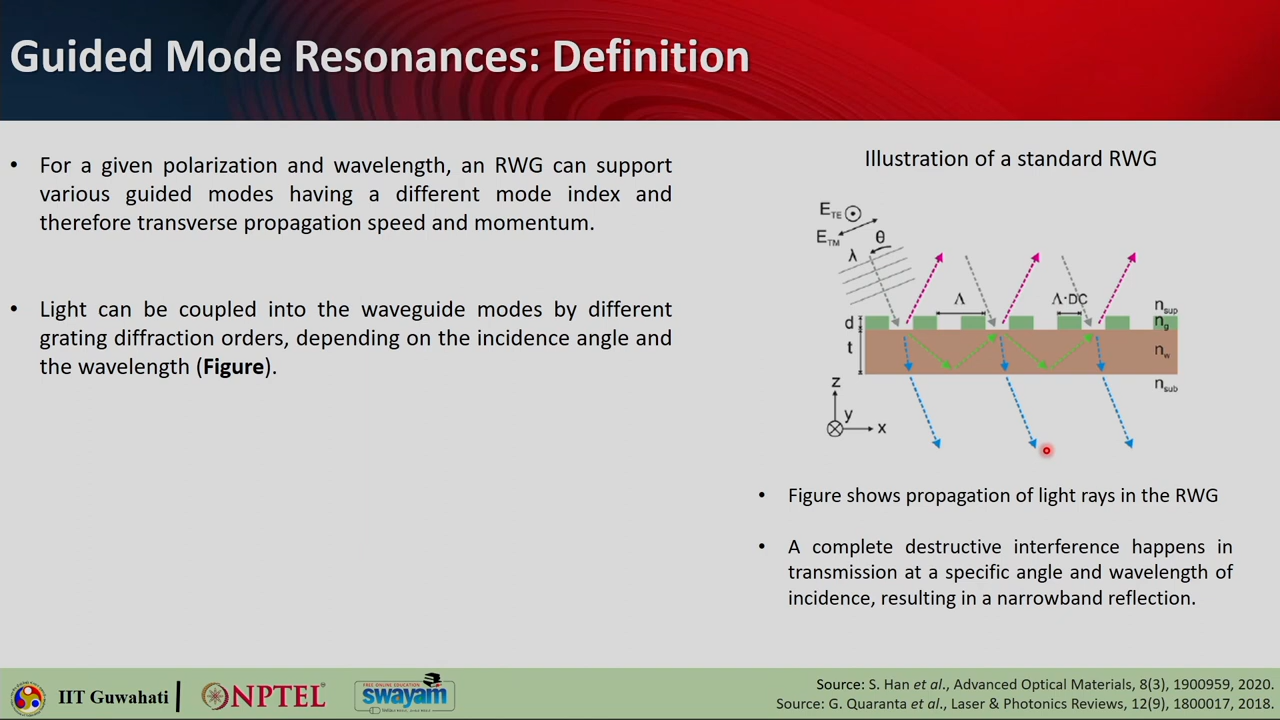 Guided Mode Resonances: Definition
• For a given polarization and wavelength, an RWG can support
various guided modes having a different mode index and
therefore transverse propagation speed and momentum.
• Light can be coupled into the waveguide modes by different
grating diffraction orders, depending on the incidence angle and
the wavelength (Figure).
Illustration of a standard RWG
E_TE
E_TM
θ
λ
Λ
Λ·DC
n_sup
d
n_g
t
n_w
z
n_sub
y
x
• Figure shows propagation of light rays in the RWG
• A complete destructive interference happens in
transmission at a specific angle and wavelength of
incidence, resulting in a narrowband reflection.
IIT Guwahati
NPTEL
FREE ONLINE EDUCATION
swayam
Source: S. Han et al., Advanced Optical Materials, 8(3), 1900959, 2020.
Source: G. Quaranta et al., Laser & Photonics Reviews, 12(9), 1800017, 2018.